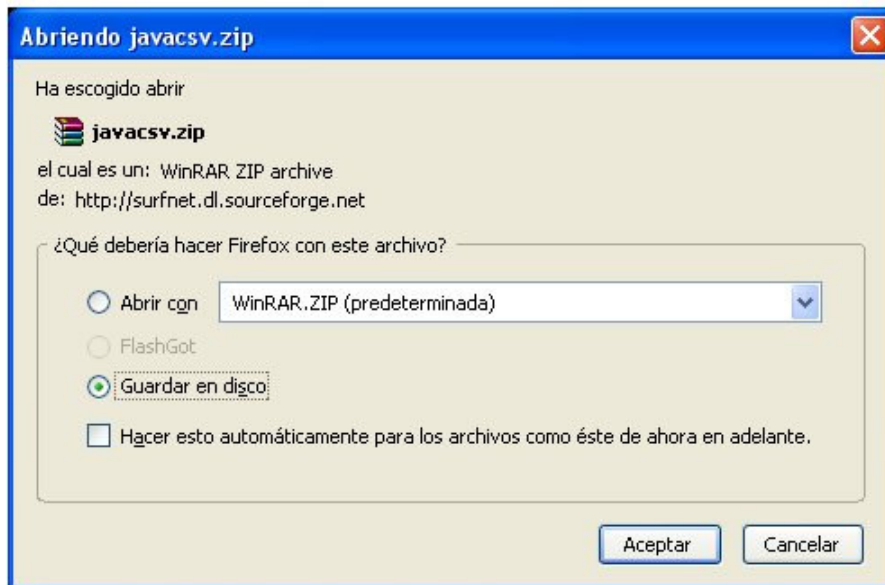 Abriendo javacsv.zip
Ha escogido abrir
javacsv.zip
el cual es un: WinRAR ZIP archive
de: http://surfnet.dl.sourceforge.net
¿Qué debería hacer Firefox con este archivo?
Abrir con WinRAR.ZIP (predeterminada)
FlashGot
Guardar en disco
Hacer esto automáticamente para los archivos como éste de ahora en adelante.
Aceptar Cancelar